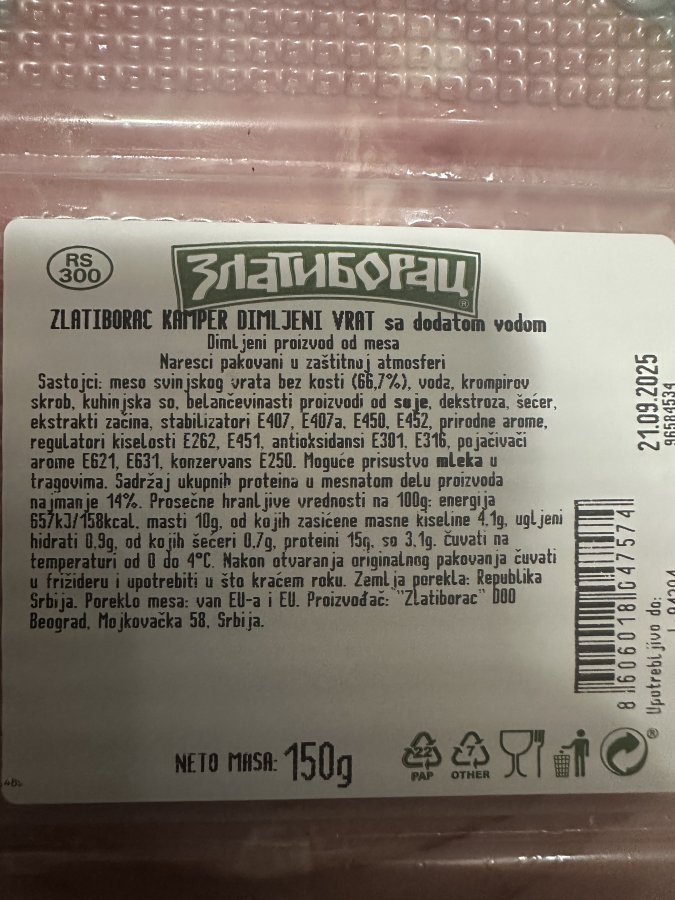 RS
300
ЗЛАТИБОРАЦ
®
ZLATIBORAC KAMPER DIMLJENI VRAT sa dodatom vodom
Dimljeni proizvod od mesa
Naresci pakovani u zaštitnoj atmosferi
Sastojci: meso svinjskog vrata bez kosti (66,7%), voda, krompirov
skrob, kuhinjska so, belančevinasti proizvodi od soje, dekstroza, šećer,
ekstrakti začina, stabilizatori E407, E407a, E450, E452, prirodne arome,
regulatori kiselosti E262, E451, antioksidansi E301, E316, pojačivači
arome E621, E631, konzervans E250. Moguće prisustvo mleka u
tragovima. Sadržaj ukupnih proteina u mesnatom delu proizvoda
najmanje 14%. Prosečne hranljive vrednosti na 100g: energija
657kJ/158kcal, masti 10g, od kojih zasićene masne kiseline 4.1g, ugljeni
hidrati 0.9g, od kojih šećeri 0.7g, proteini 15g, so 3.1g. čuvati na
temperaturi od 0 do 4°C. Nakon otvaranja originalnog pakovanja čuvati
u frižideru i upotrebiti u što kraćem roku. Zemlja porekla: Republika
Srbija. Poreklo mesa: van EU-a i EU. Proizvođač: "Zlatiborac" DOO
Beograd, Mojkovačka 58, Srbija.
NETO MASA: 150g
22
PAP
7
OTHER
®
8 606018 047574
Upotrebljivo do:
21.09.2025
96584534